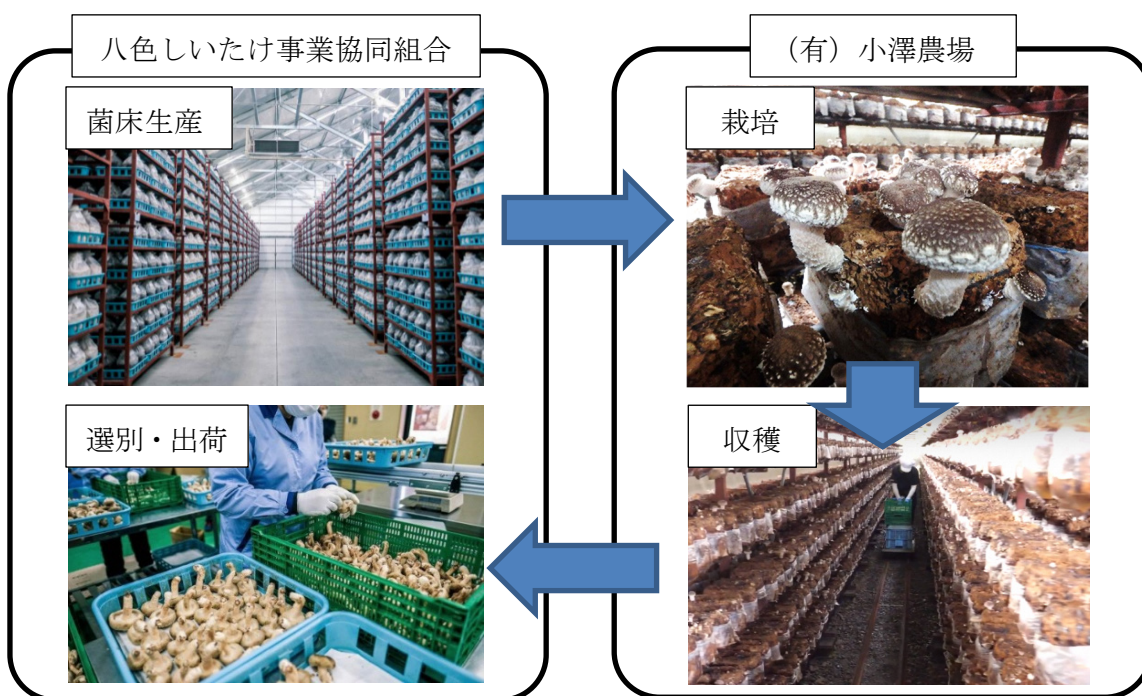 八色しいたけ事業協同組合
(有)小澤農場
菌床生産
栽培
選別・出荷
収穫